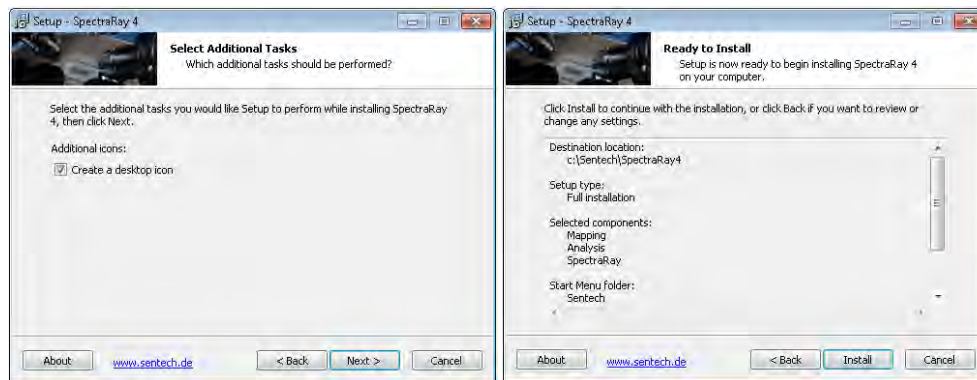 Setup - SpectraRay 4
Select Additional Tasks
Which additional tasks should be performed?
Select the additional tasks you would like Setup to perform while installing SpectraRay
4, then click Next.
Additional icons:
Create a desktop icon
About
www.sentech.de
< Back
Next >
Cancel
Setup - SpectraRay 4
Ready to Install
Setup is now ready to begin installing SpectraRay 4
on your computer.
Click Install to continue with the installation, or click Back if you want to review or
change any settings.
Destination location:
c:\Sentech\SpectraRay4
Setup type:
Full installation
Selected components:
Mapping
Analysis
SpectraRay
Start Menu folder:
Sentech
About
www.sentech.de
< Back
Install
Cancel